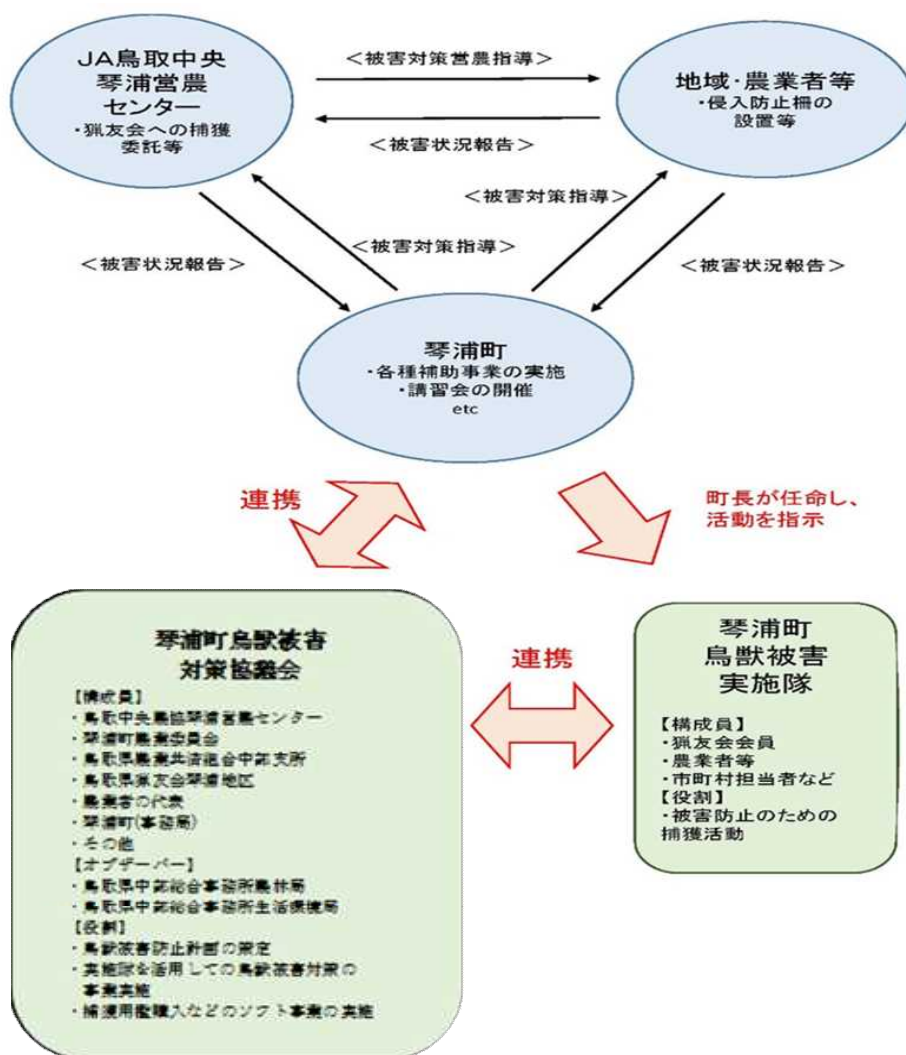 JA鳥取中央
琴浦営農
センター
・猟友会への捕獲
委託等
＜被害対策営農指導＞
＜被害状況報告＞
地域・農業者等
・侵入防止柵の
設置等
＜被害状況報告＞
＜被害対策指導＞
＜被害対策指導＞
＜被害状況報告＞
琴浦町
・各種補助事業の実施
・講習会の開催
etc
連携
町長が任命し、
活動を指示
琴浦町鳥獣被害
対策協議会
【構成員】
・鳥取中央農協琴浦営農センター
・琴浦町農業委員会
・鳥取県農業共済組合中部支所
・鳥取県猟友会琴浦地区
・農業者の代表
・琴浦町(事務局)
・その他
【オブザーバー】
・鳥取県中部総合事務所農林局
・鳥取県中部総合事務所生活環境局
【役割】
・鳥獣被害防止計画の策定
・実施隊を活用しての鳥獣被害対策の
事業実施
・捕獲用檻購入などのソフト事業の実施
連携
琴浦町
鳥獣被害
実施隊
【構成員】
・猟友会会員
・農業者等
・市町村担当者など
【役割】
・被害防止のための
捕獲活動